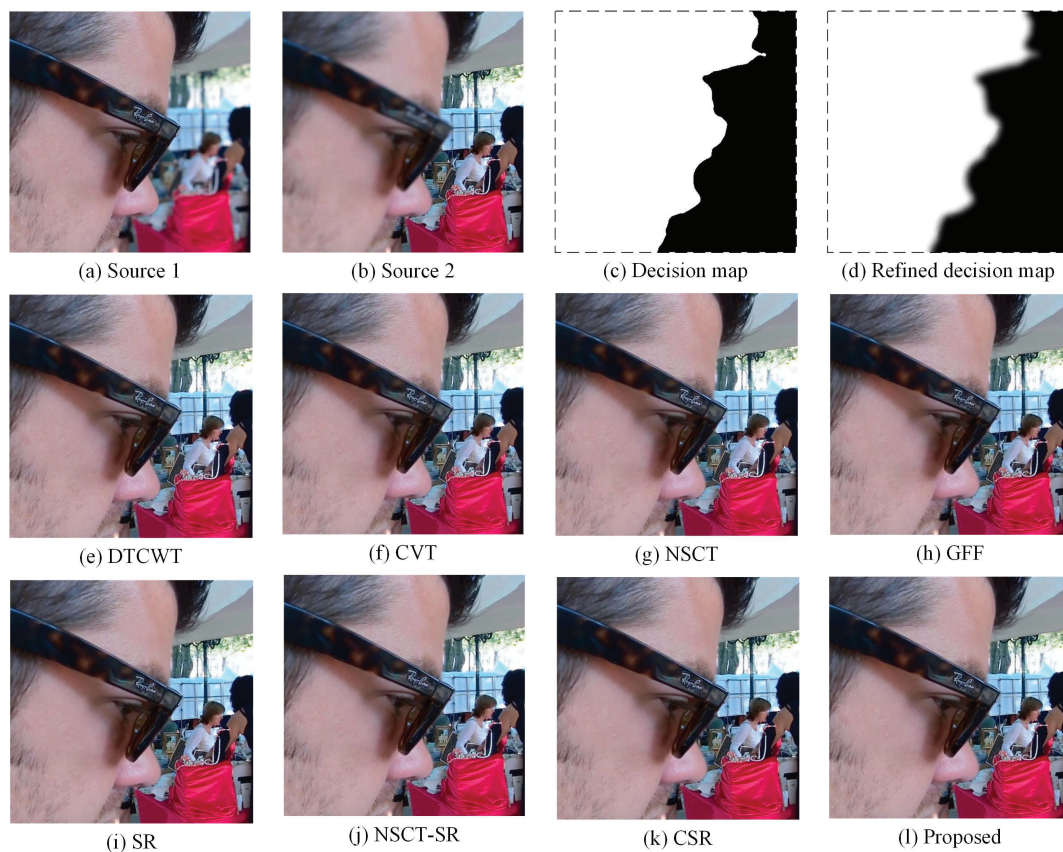 (a) Source 1
(b) Source 2
(c) Decision map
(d) Refined decision map
(e) DTCWT
(f) CVT
(g) NSCT
(h) GFF
(i) SR
(j) NSCT-SR
(k) CSR
(l) Proposed